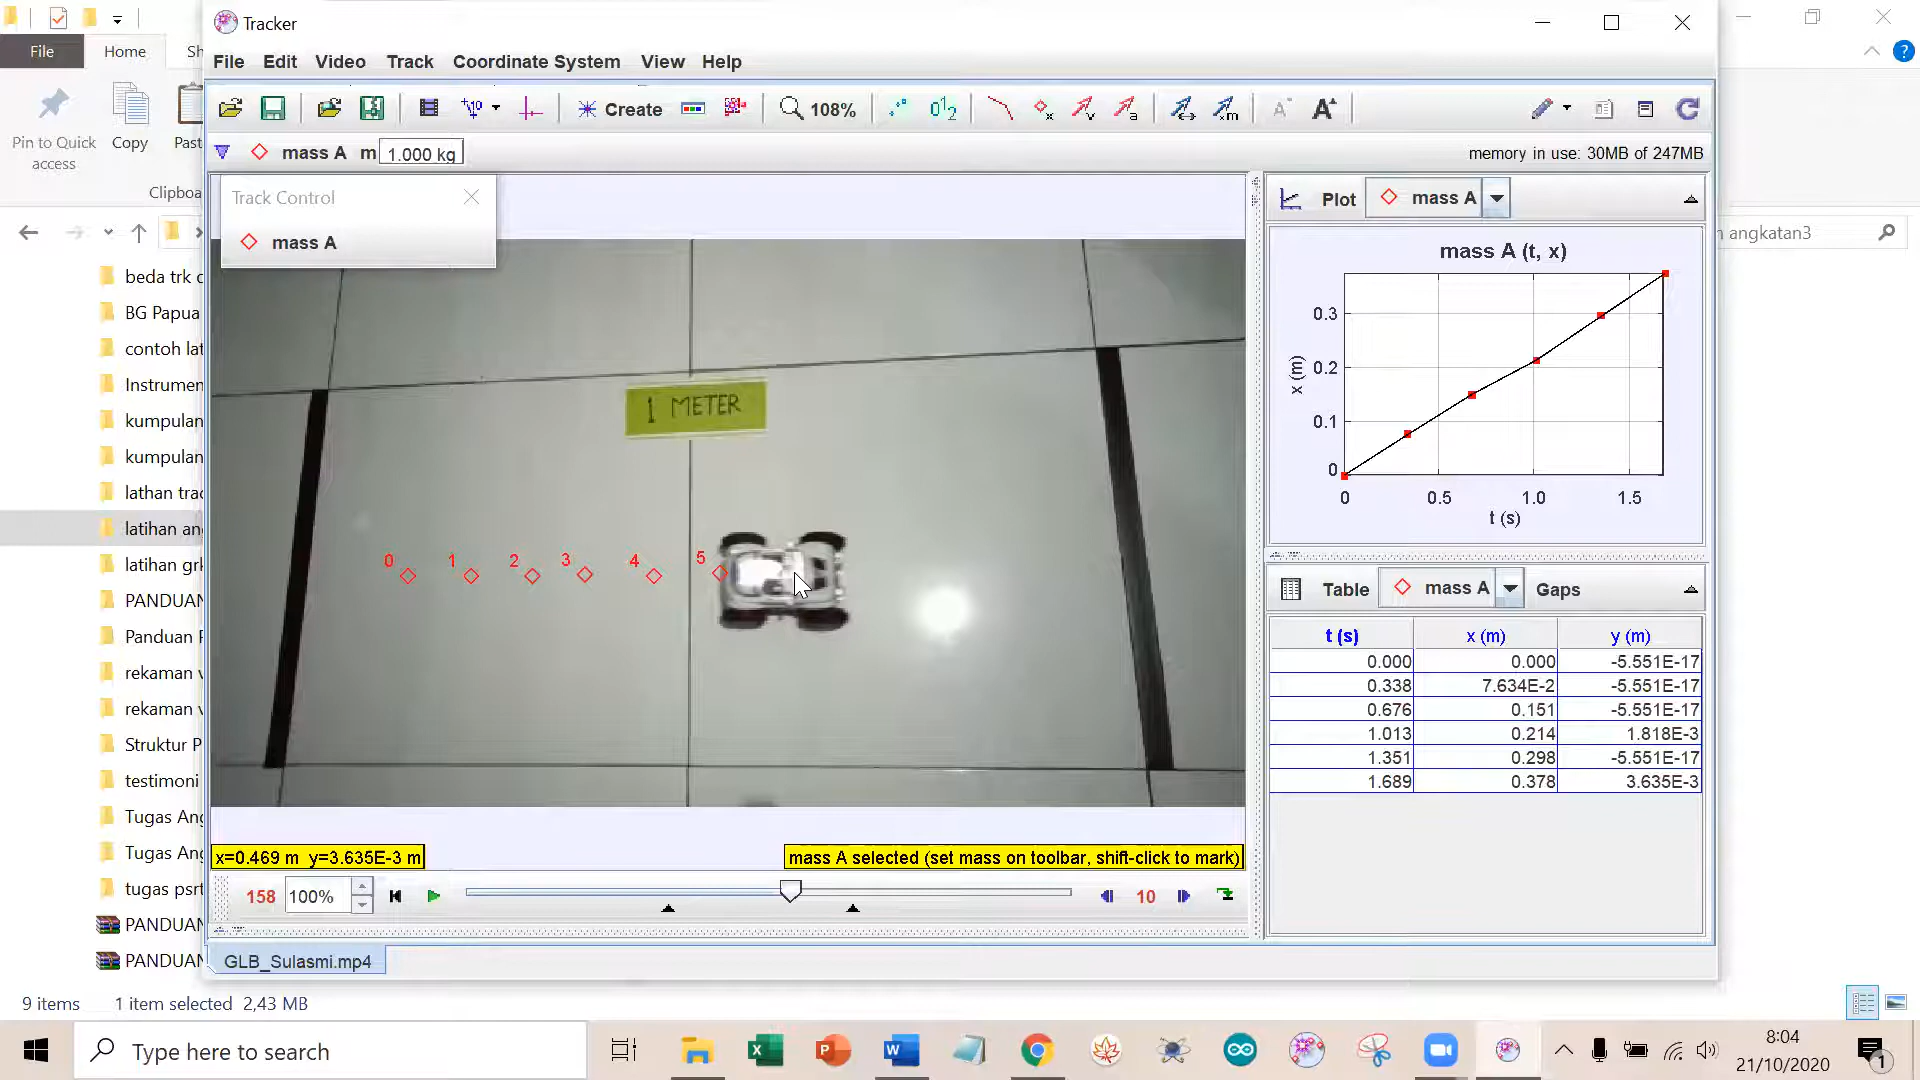 Tracker
File Edit Video Track Coordinate System View Help
File Home Sh
Create 108%
Pin to Quick access
Copy
Past
Clipboa
mass A m 1.000 kg
memory in use: 30MB of 247MB
Track Control
mass A
Plot mass A
mass A (t, x)
x (m)
0.3
0.2
0.1
0
0 0.5 1.0 1.5
t (s)
1 METER
0 1 2 3 4 5
Table mass A Gaps
t (s) x (m) y (m)
0.000 0.000 -5.551E-17
0.338 7.634E-2 -5.551E-17
0.676 0.151 -5.551E-17
1.013 0.214 1.818E-3
1.351 0.298 -5.551E-17
1.689 0.378 3.635E-3
x=0.469 m y=3.635E-3 m
mass A selected (set mass on toolbar, shift-click to mark)
158 100% 10
GLB_Sulasmi.mp4
n angkatan3
beda trk d
BG Papua
contoh lat
Instrumen
kumpulan
kumpulan
lathan trac
latihan ang
latihan grk
PANDUAN
Panduan P
rekaman v
rekaman v
Struktur P
testimoni
Tugas Ang
Tugas Ang
tugas psrt
PANDUAN
PANDUAN
9 items 1 item selected 2,43 MB
Type here to search
8:04
21/10/2020
1